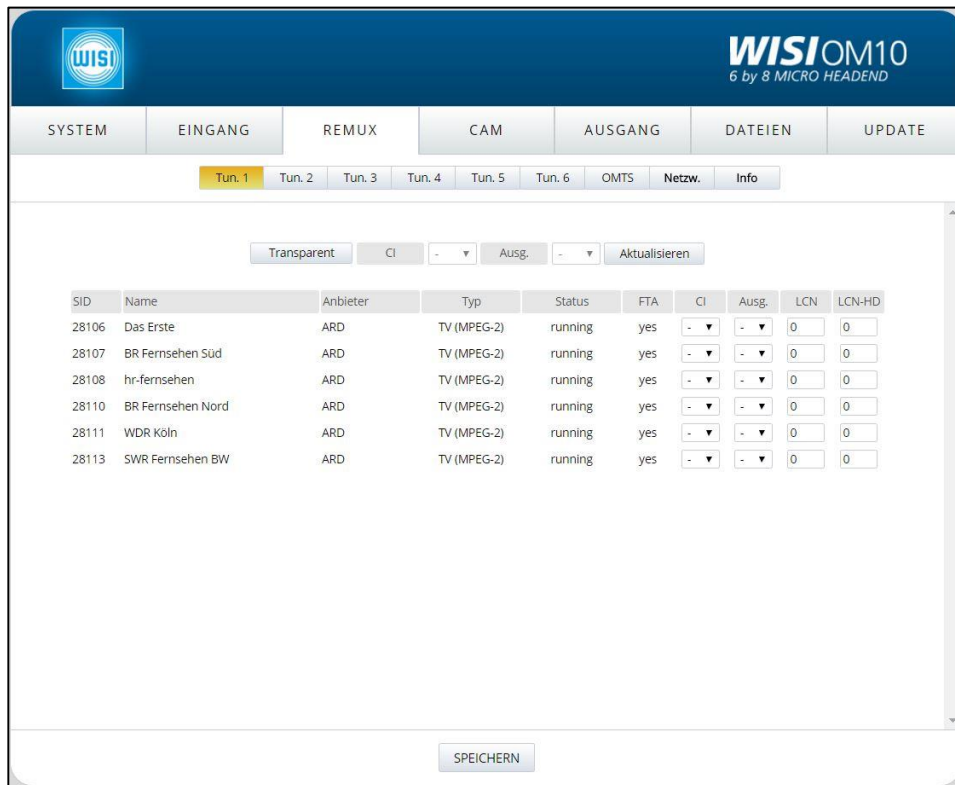 WISI
WISI OM10
6 by 8 MICRO HEADEND
SYSTEM EINGANG REMUX CAM AUSGANG DATEIEN UPDATE
Tun. 1 Tun. 2 Tun. 3 Tun. 4 Tun. 5 Tun. 6 OMTS Netzw. Info
Transparent CI - Ausg. - Aktualisieren
SID Name Anbieter Typ Status FTA CI Ausg. LCN LCN-HD
28106 Das Erste ARD TV (MPEG-2) running yes - - 0 0
28107 BR Fernsehen Süd ARD TV (MPEG-2) running yes - - 0 0
28108 hr-fernsehen ARD TV (MPEG-2) running yes - - 0 0
28110 BR Fernsehen Nord ARD TV (MPEG-2) running yes - - 0 0
28111 WDR Köln ARD TV (MPEG-2) running yes - - 0 0
28113 SWR Fernsehen BW ARD TV (MPEG-2) running yes - - 0 0
SPEICHERN